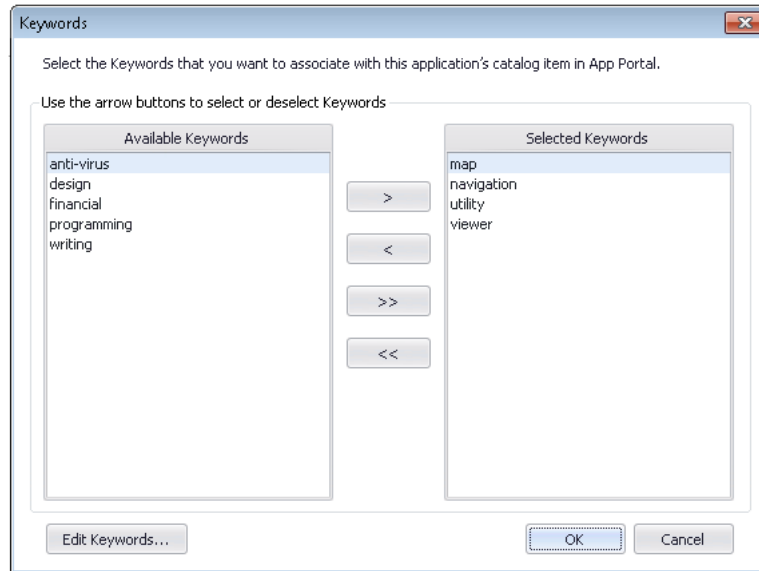 Keywords
Select the Keywords that you want to associate with this application's catalog item in App Portal.
Use the arrow buttons to select or deselect Keywords
Available Keywords
anti-virus
design
financial
programming
writing
>
<
>>
<<
Selected Keywords
map
navigation
utility
viewer
Edit Keywords...
OK
Cancel